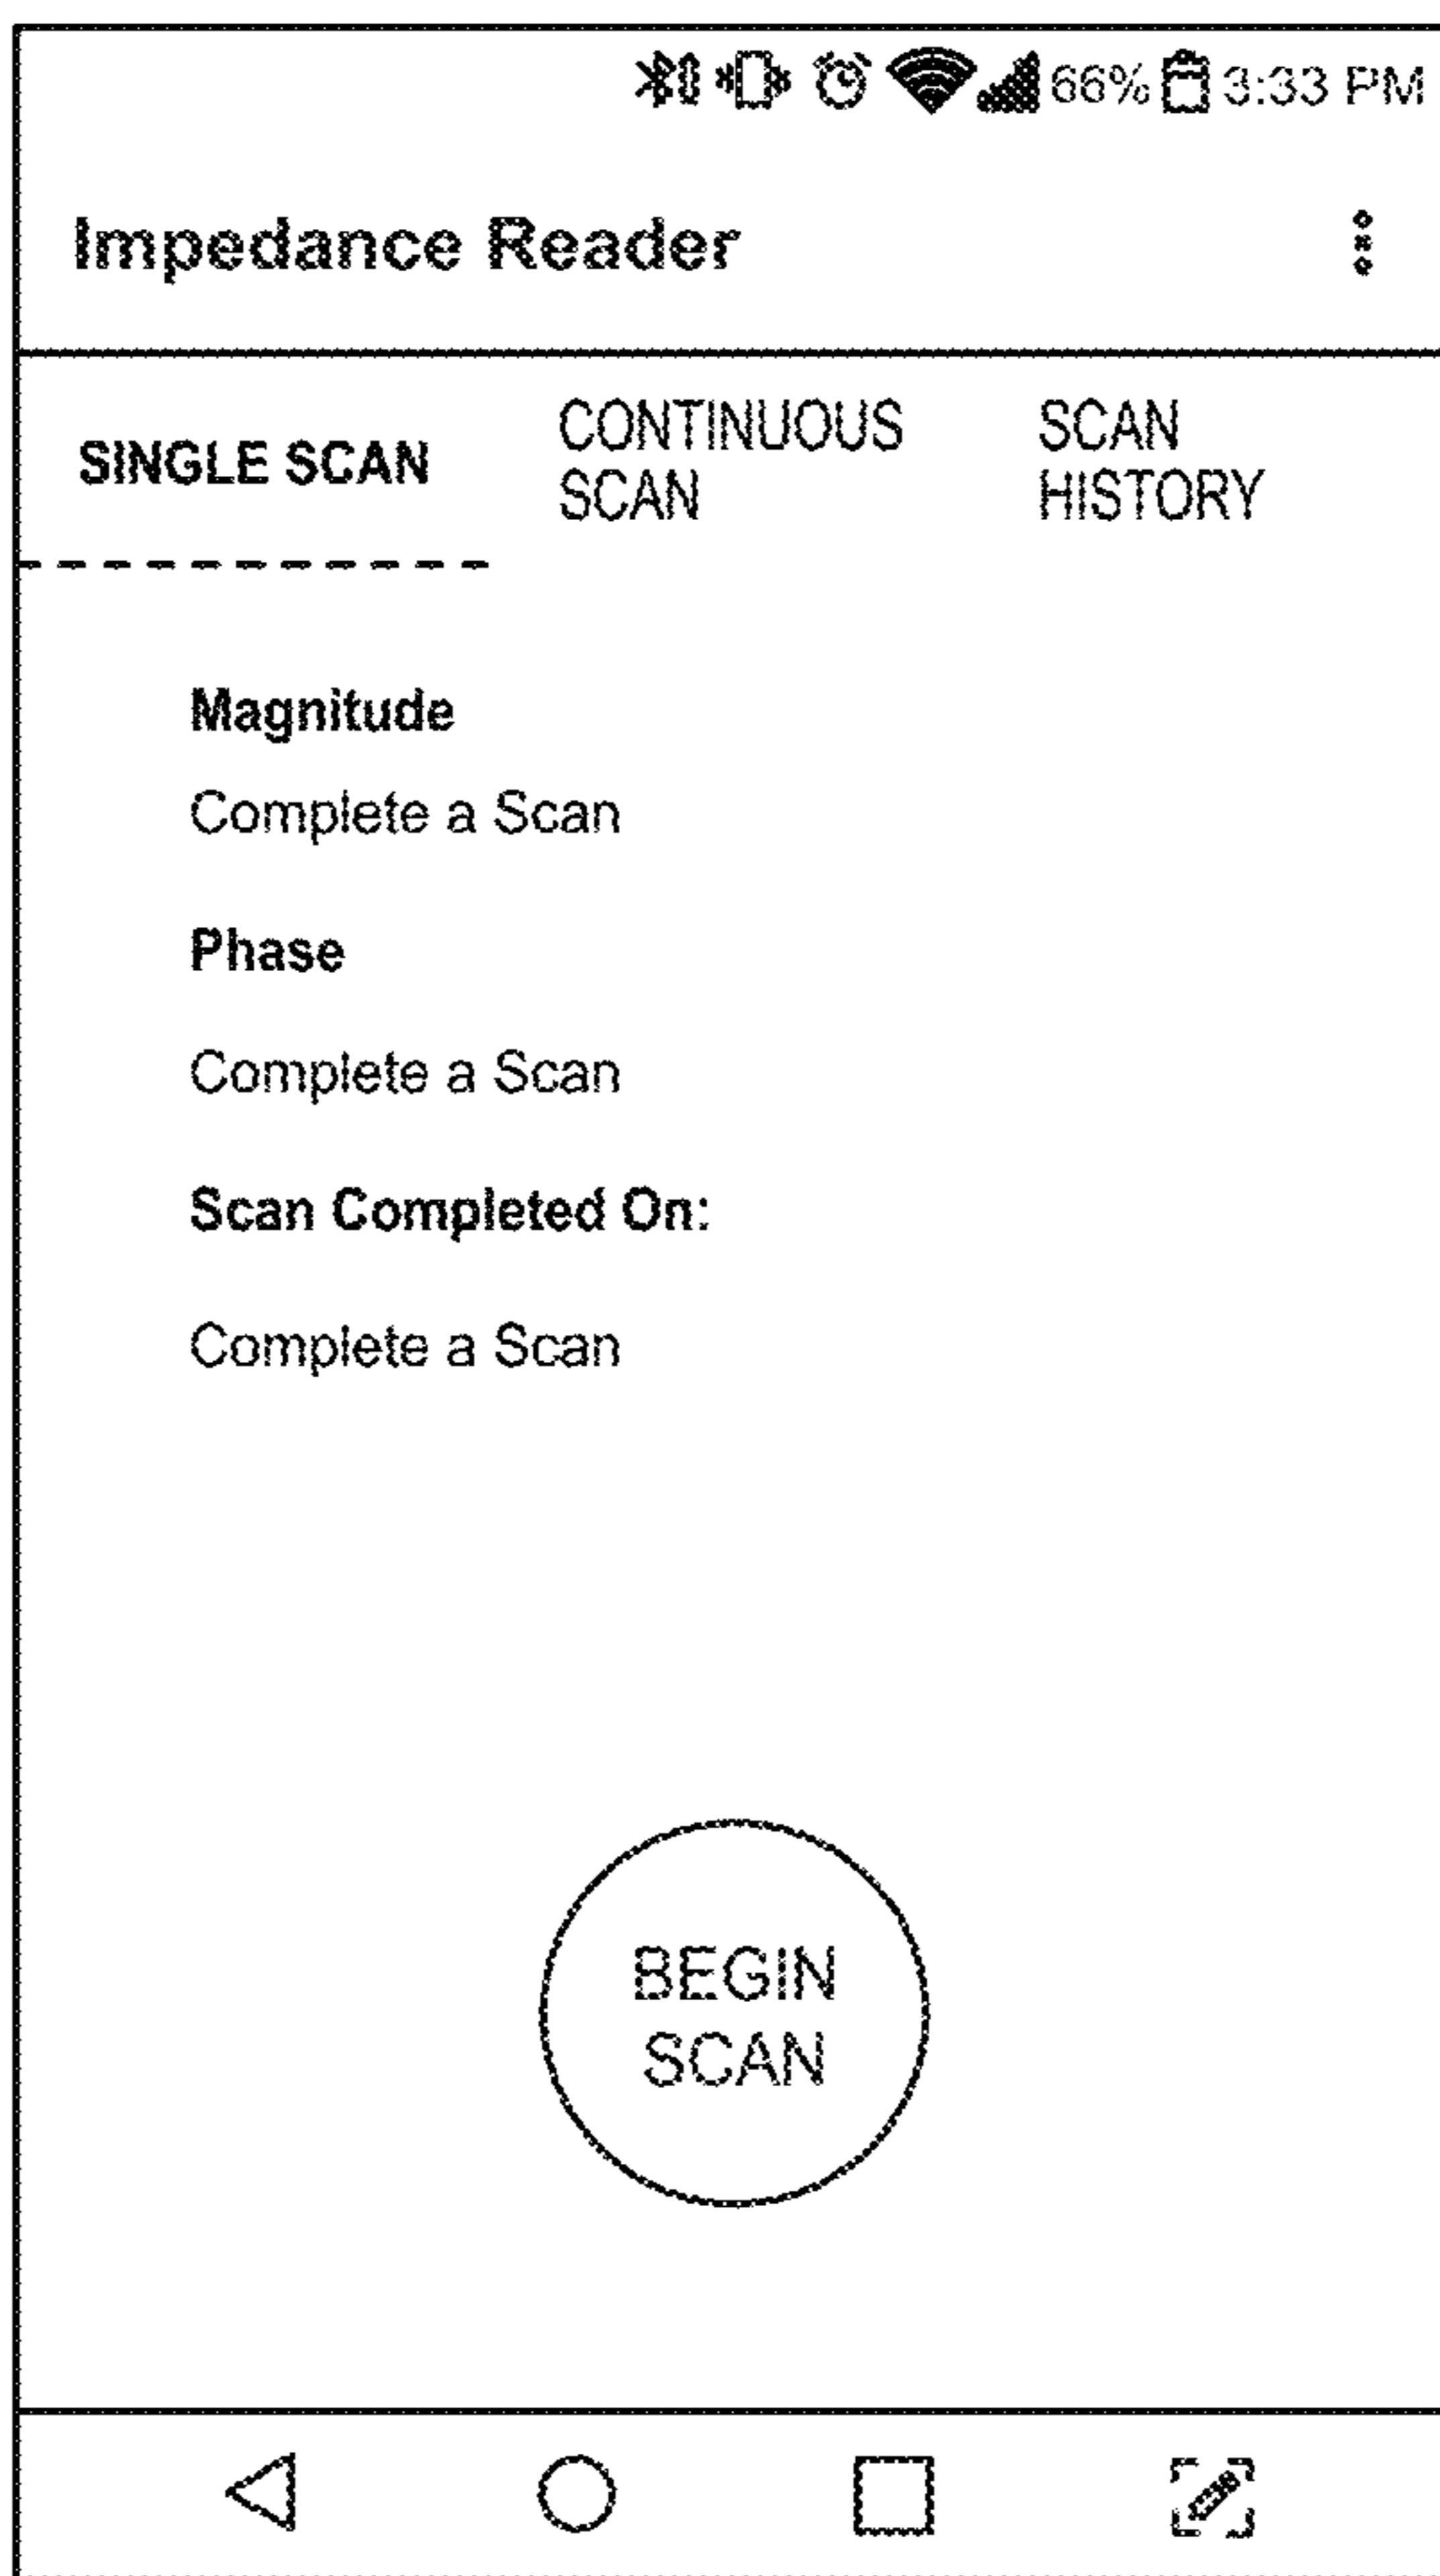 66% 3:33 PM
Impedance Reader
SINGLE SCAN
CONTINUOUS
SCAN
SCAN
HISTORY
Magnitude
Complete a Scan
Phase
Complete a Scan
Scan Completed On:
Complete a Scan
BEGIN
SCAN